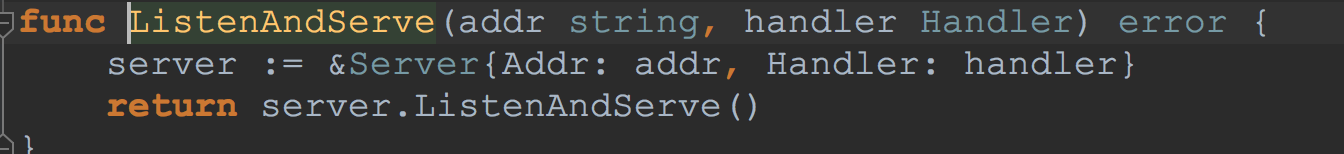 func ListenAndServe(addr string, handler Handler) error {
    server := &Server{Addr: addr, Handler: handler}
    return server.ListenAndServe()
}